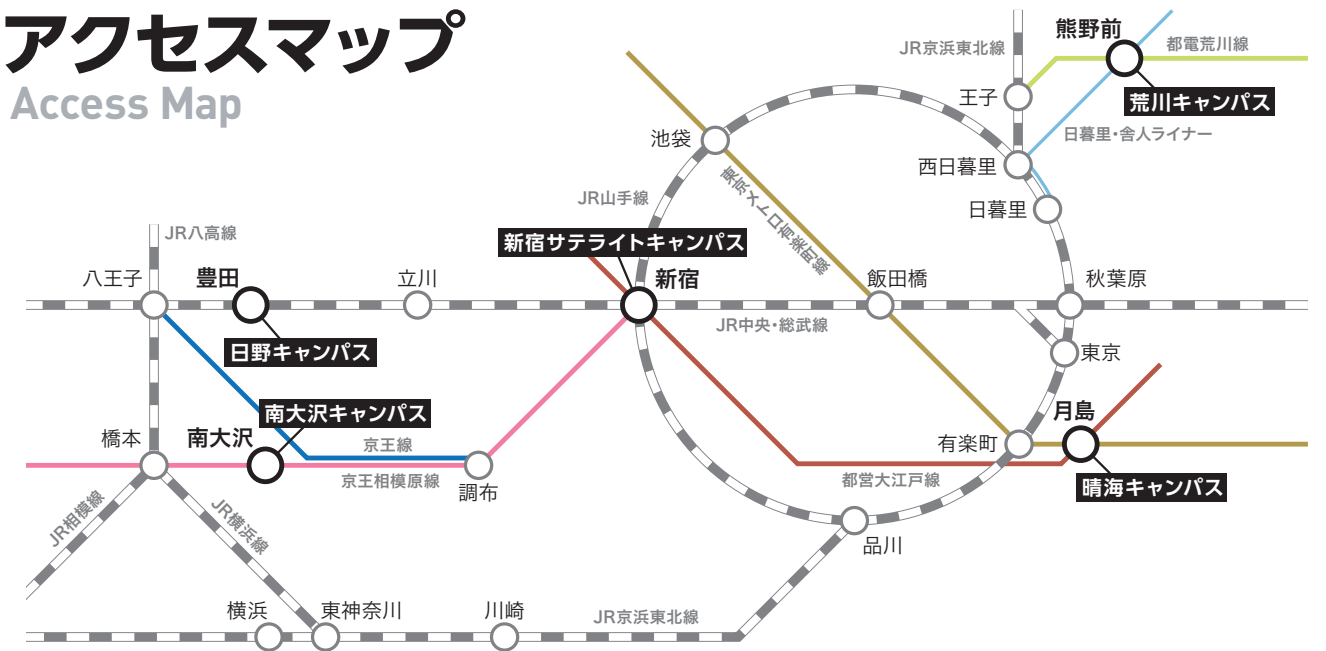 アクセスマップ
Access Map
熊野前
JR京浜東北線
都電荒川線
王子
荒川キャンパス
日暮里・舎人ライナー
池袋
西日暮里
東京メトロ有楽町線
JR山手線
日暮里
JR八高線
新宿サテライトキャンパス
八王子
豊田
立川
新宿
飯田橋
秋葉原
JR中央・総武線
日野キャンパス
東京
南大沢キャンパス
月島
橋本
南大沢
京王線
有楽町
京王相模原線
調布
都営大江戸線
晴海キャンパス
JR相模線
JR横浜線
品川
横浜
東神奈川
川崎
JR京浜東北線